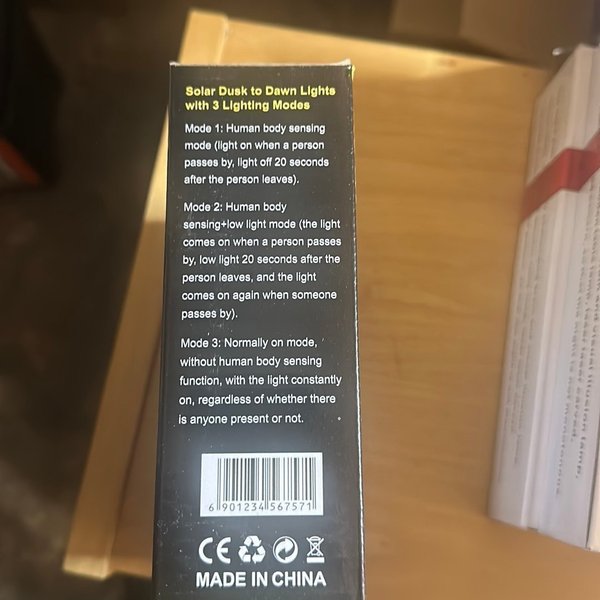 Solar Dusk to Dawn Lights
with 3 Lighting Modes
Mode 1: Human body sensing
mode (light on when a person
passes by, light off 20 seconds
after the person leaves).
Mode 2: Human body
sensing+low light mode (the light
comes on when a person passes
by, low light 20 seconds after the
person leaves, and the light
comes on again when someone
passes by).
Mode 3: Normally on mode,
without human body sensing
function, with the light constantly
on, regardless of whether there
is anyone present or not.
6 901234 567571
CE
MADE IN CHINA